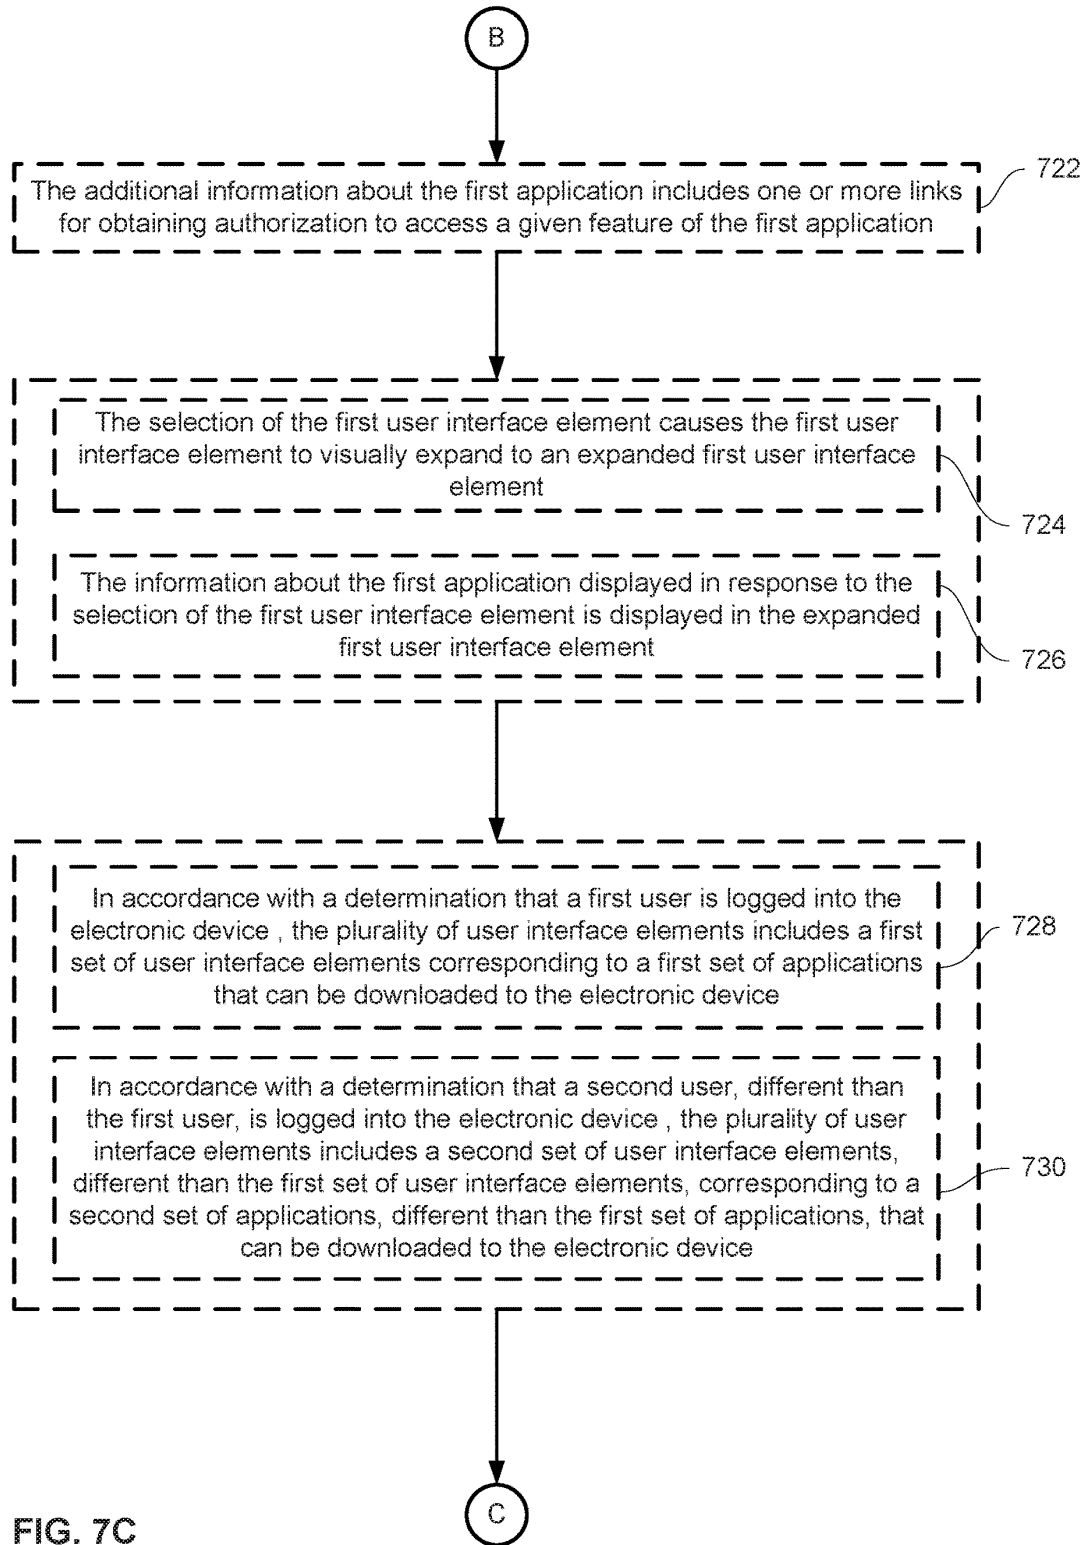 B
The additional information about the first application includes one or more links
for obtaining authorization to access a given feature of the first application
722
The selection of the first user interface element causes the first user
interface element to visually expand to an expanded first user interface
element
724
The information about the first application displayed in response to the
selection of the first user interface element is displayed in the expanded
first user interface element
726
In accordance with a determination that a first user is logged into the
electronic device , the plurality of user interface elements includes a first
set of user interface elements corresponding to a first set of applications
that can be downloaded to the electronic device
728
In accordance with a determination that a second user, different than
the first user, is logged into the electronic device , the plurality of user
interface elements includes a second set of user interface elements,
different than the first set of user interface elements, corresponding to a
second set of applications, different than the first set of applications, that
can be downloaded to the electronic device
730
C
FIG. 7C